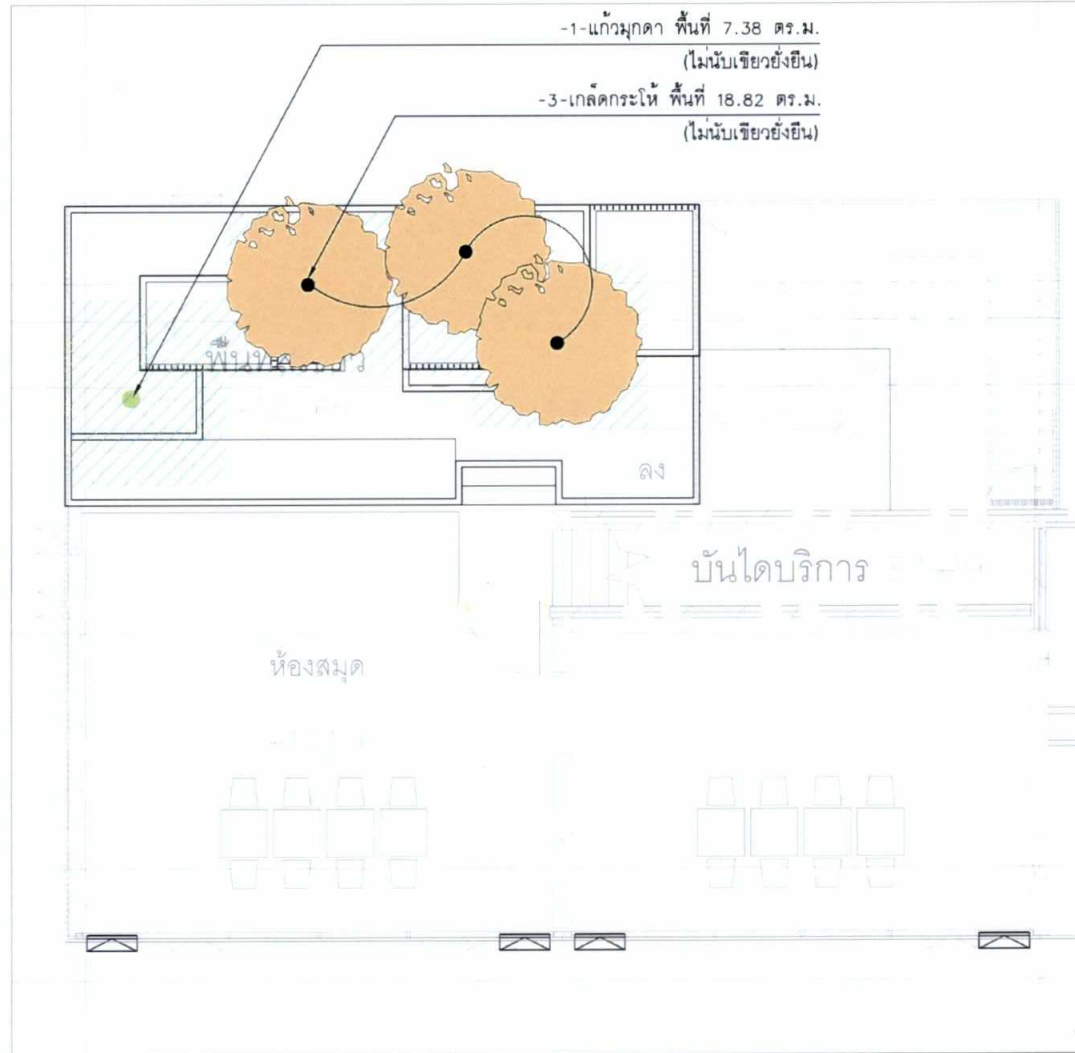 -1-แก้วมุกดา พื้นที่ 7.38 ตร.ม.
(ไม่นับเขียวยั่งยืน)
-3-เกล็ดกระโห้ พื้นที่ 18.82 ตร.ม.
(ไม่นับเขียวยั่งยืน)
ลง
บันไดบริการ
ห้องสมุด